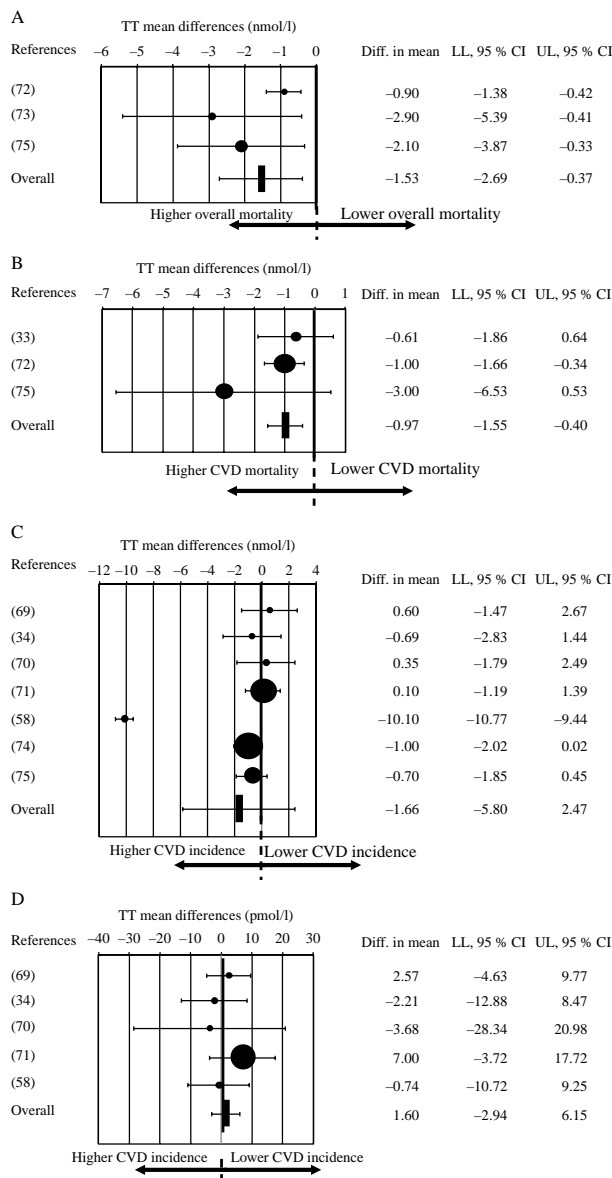 A
TT mean differences (nmol/l)
References –6 –5 –4 –3 –2 –1 0 Diff. in mean LL, 95 % CI UL, 95 % CI
(72) –0.90 –1.38 –0.42
(73) –2.90 –5.39 –0.41
(75) –2.10 –3.87 –0.33
Overall –1.53 –2.69 –0.37
Higher overall mortality Lower overall mortality
B
TT mean differences (nmol/l)
References –7 –6 –5 –4 –3 –2 –1 0 1 Diff. in mean LL, 95 % CI UL, 95 % CI
(33) –0.61 –1.86 0.64
(72) –1.00 –1.66 –0.34
(75) –3.00 –6.53 0.53
Overall –0.97 –1.55 –0.40
Higher CVD mortality Lower CVD mortality
C
TT mean differences (nmol/l)
References –12 –10 –8 –6 –4 –2 0 2 4 Diff. in mean LL, 95 % CI UL, 95 % CI
(69) 0.60 –1.47 2.67
(34) –0.69 –2.83 1.44
(70) 0.35 –1.79 2.49
(71) 0.10 –1.19 1.39
(58) –10.10 –10.77 –9.44
(74) –1.00 –2.02 0.02
(75) –0.70 –1.85 0.45
Overall –1.66 –5.80 2.47
Higher CVD incidence Lower CVD incidence
D
TT mean differences (pmol/l)
References –40 –30 –20 –10 0 10 20 30 Diff. in mean LL, 95 % CI UL, 95 % CI
(69) 2.57 –4.63 9.77
(34) –2.21 –12.88 8.47
(70) –3.68 –28.34 20.98
(71) 7.00 –3.72 17.72
(58) –0.74 –10.72 9.25
Overall 1.60 –2.94 6.15
Higher CVD incidence Lower CVD incidence